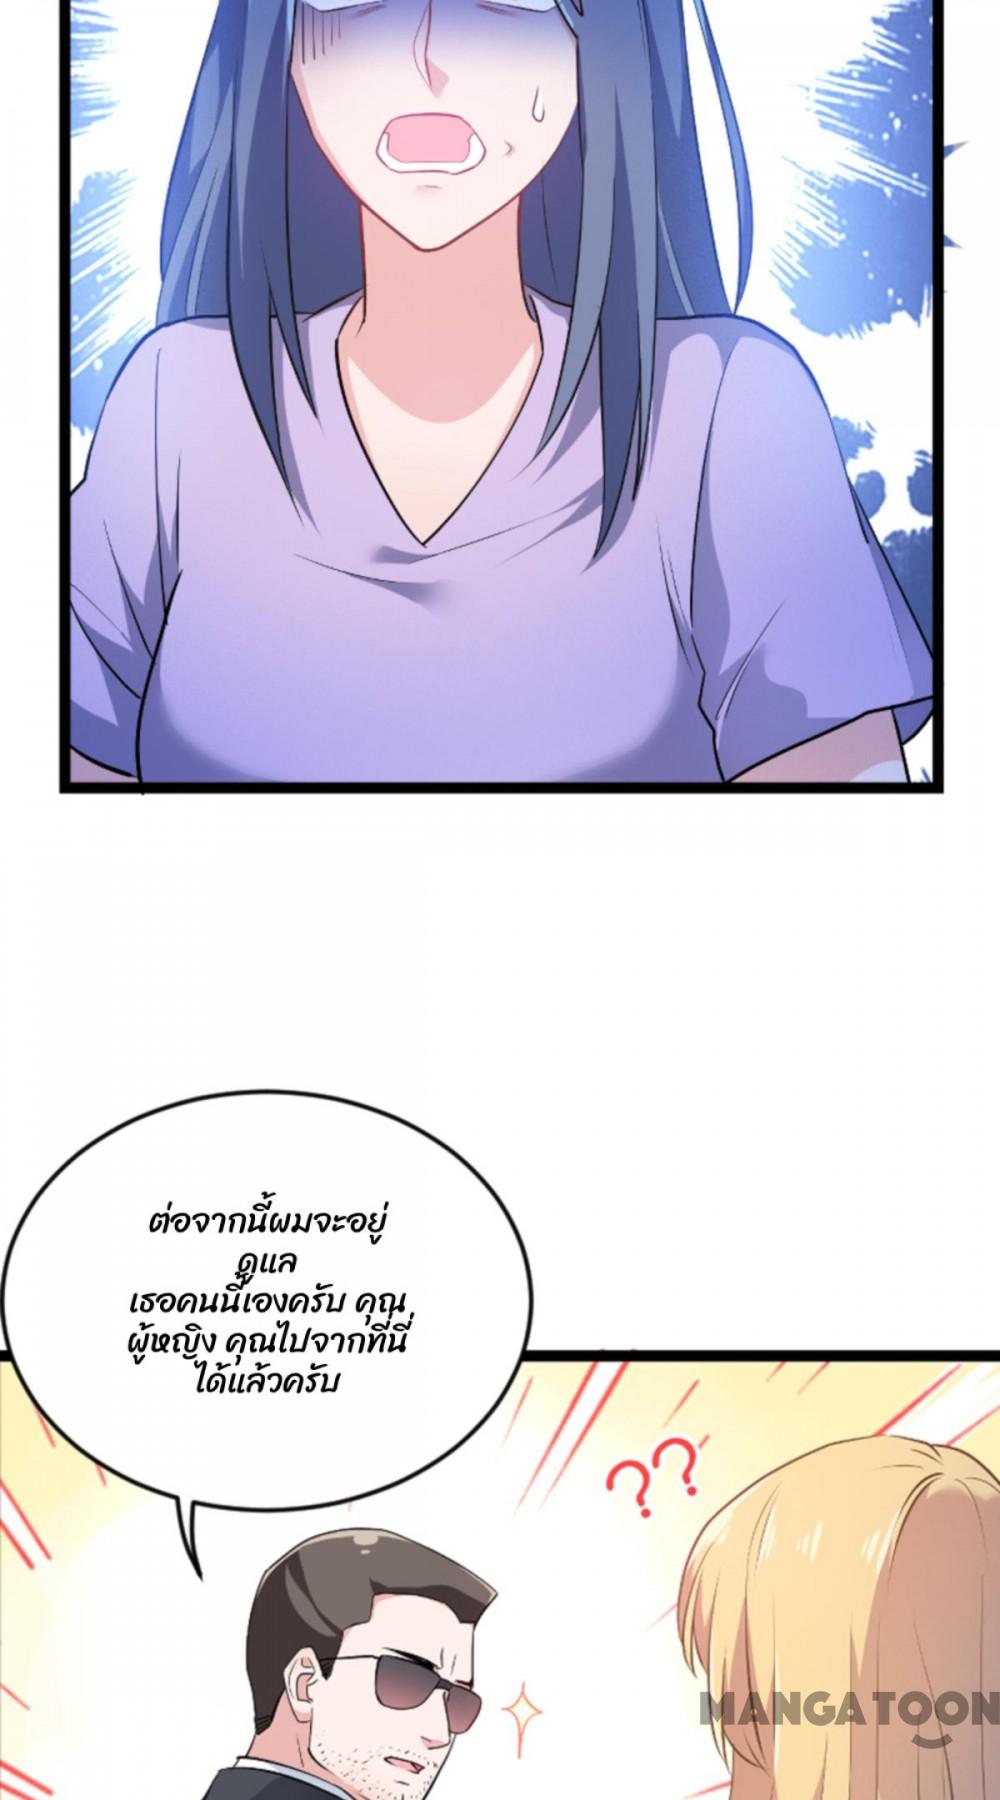 ต่อจากนี้ผมจะอยู่
ดูแล
เธอคนนี้เองครับ คุณ
ผู้หญิง คุณไปจากที่นี่
ได้แล้วครับ
??
MANGATOON